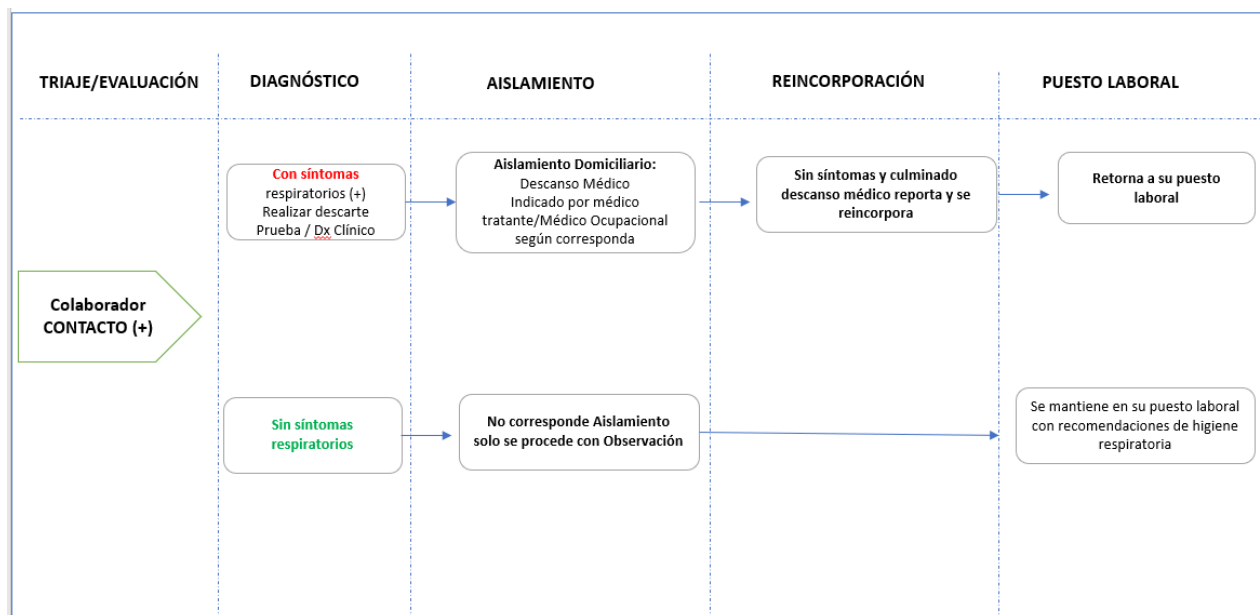 TRIAJE/EVALUACIÓN
DIAGNÓSTICO
AISLAMIENTO
REINCORPORACIÓN
PUESTO LABORAL
Con síntomas
respiratorios (+)
Realizar descarte
Prueba / Dx Clínico
Aislamiento Domiciliario:
Descanso Médico
Indicado por médico
tratante/Médico Ocupacional
según corresponda
Sin síntomas y culminado
descanso médico reporta y se
reincorpora
Retorna a su puesto
laboral
Colaborador
CONTACTO (+)
Sin síntomas
respiratorios
No corresponde Aislamiento
solo se procede con Observación
Se mantiene en su puesto laboral
con recomendaciones de higiene
respiratoria